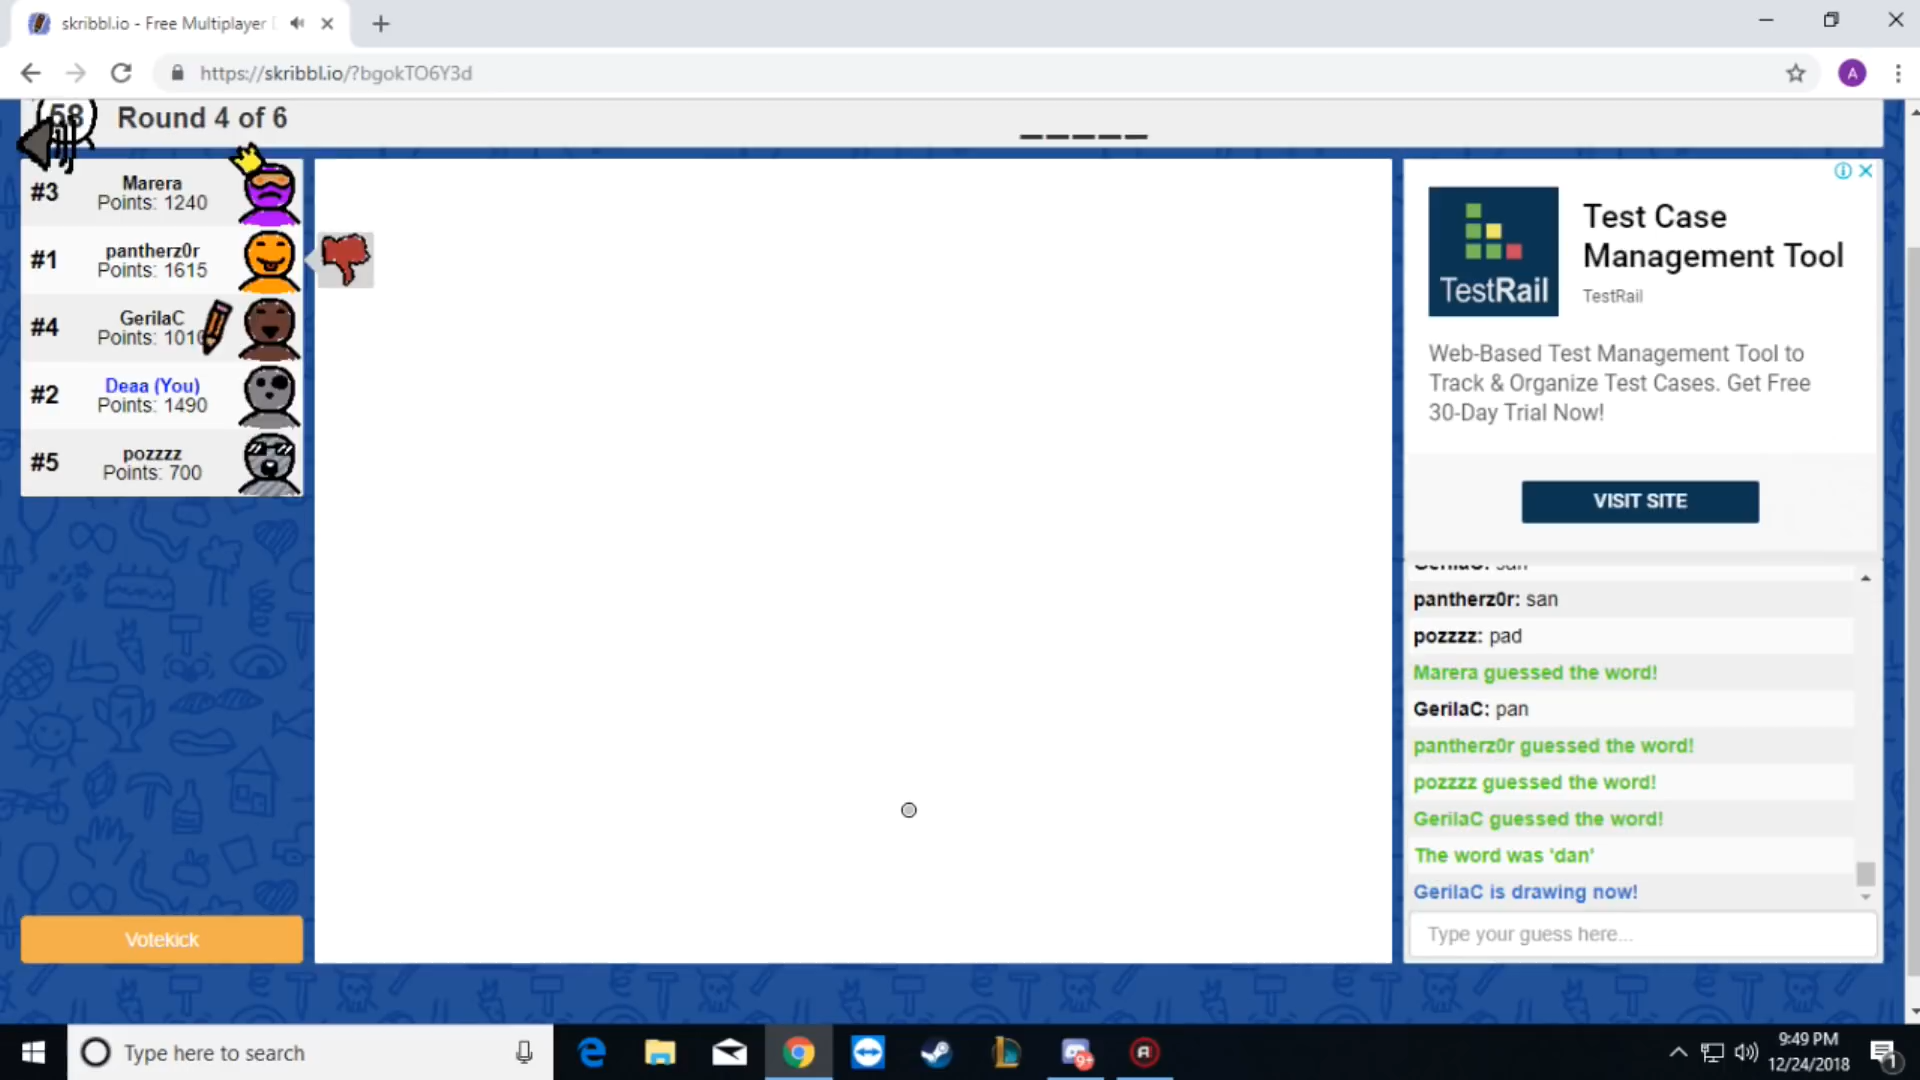 skribbl.io - Free Multiplayer
https://skribbl.io/?bgokTO6Y3d
A
58
Round 4 of 6
_ _ _ _ _
#3
Marera
Points: 1240
#1
pantherz0r
Points: 1615
#4
GerilaC
Points: 1010
#2
Deaa (You)
Points: 1490
#5
pozzzz
Points: 700
Votekick
TestRail
Test Case
Management Tool
TestRail
Web-Based Test Management Tool to
Track & Organize Test Cases. Get Free
30-Day Trial Now!
VISIT SITE
pantherz0r: san
pozzzz: pad
Marera guessed the word!
GerilaC: pan
pantherz0r guessed the word!
pozzzz guessed the word!
GerilaC guessed the word!
The word was 'dan'
GerilaC is drawing now!
Type your guess here...
Type here to search
9+
9:49 PM
12/24/2018
1